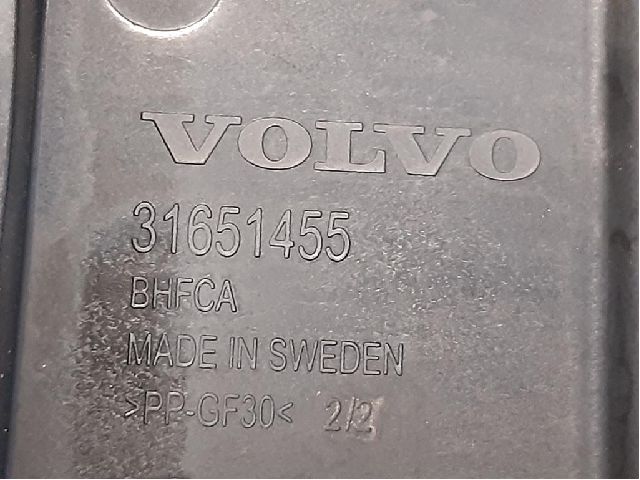 VOLVO
31651455
BHFCA
MADE IN SWEDEN
>PP-GF30< 2/2